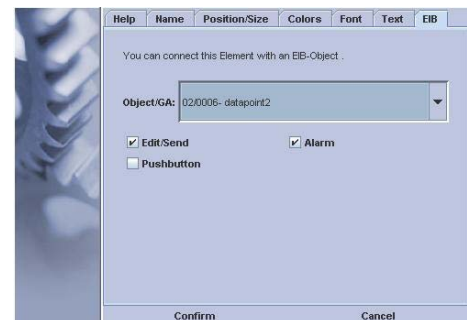 Help Name Position/Size Colors Font Text EIB
You can connect this Element with an EIB-Object .
Object/GA: 02/0006- datapoint2
Edit/Send Alarm
Pushbutton
Confirm Cancel